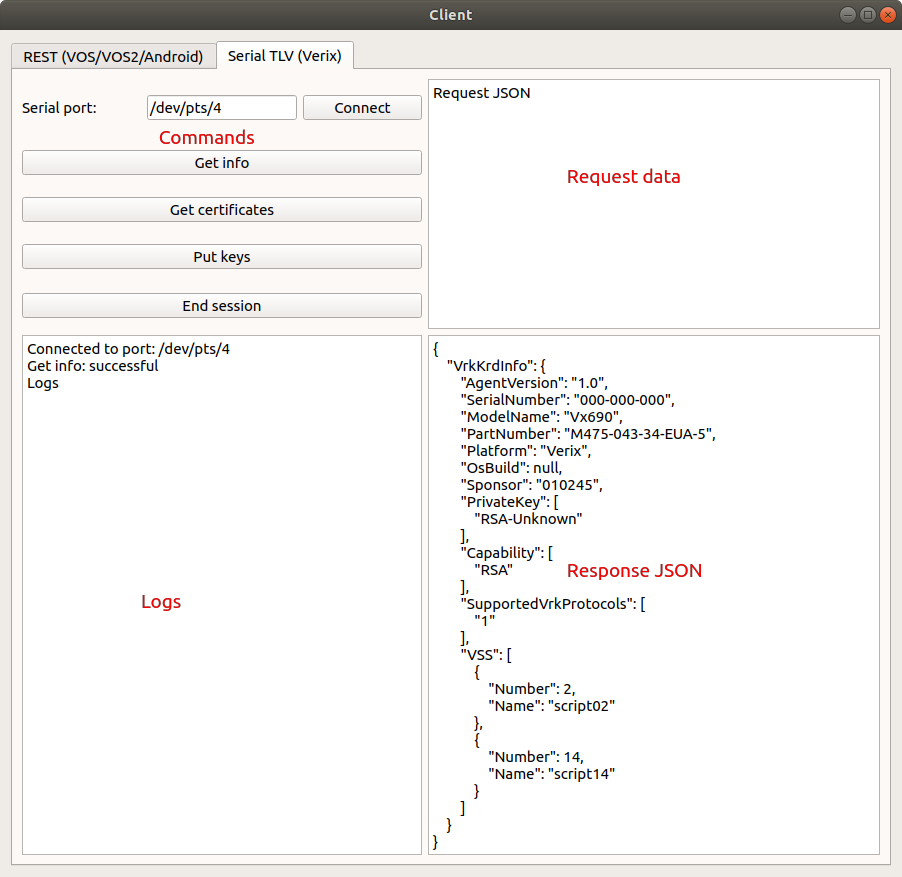 Client
REST (VOS/VOS2/Android)
Serial TLV (Verix)
Serial port:
/dev/pts/4
Connect
Commands
Get info
Get certificates
Put keys
End session
Request JSON
Request data
Connected to port: /dev/pts/4
Get info: successful
Logs
Logs
{
"VrkKrdInfo": {
"AgentVersion": "1.0",
"SerialNumber": "000-000-000",
"ModelName": "Vx690",
"PartNumber": "M475-043-34-EUA-5",
"Platform": "Verix",
"OsBuild": null,
"Sponsor": "010245",
"PrivateKey": [
"RSA-Unknown"
],
"Capability": [
"RSA"
Response JSON
],
"SupportedVrkProtocols": [
"1"
],
"VSS": [
{
"Number": 2,
"Name": "script02"
},
{
"Number": 14,
"Name": "script14"
}
]
}
}